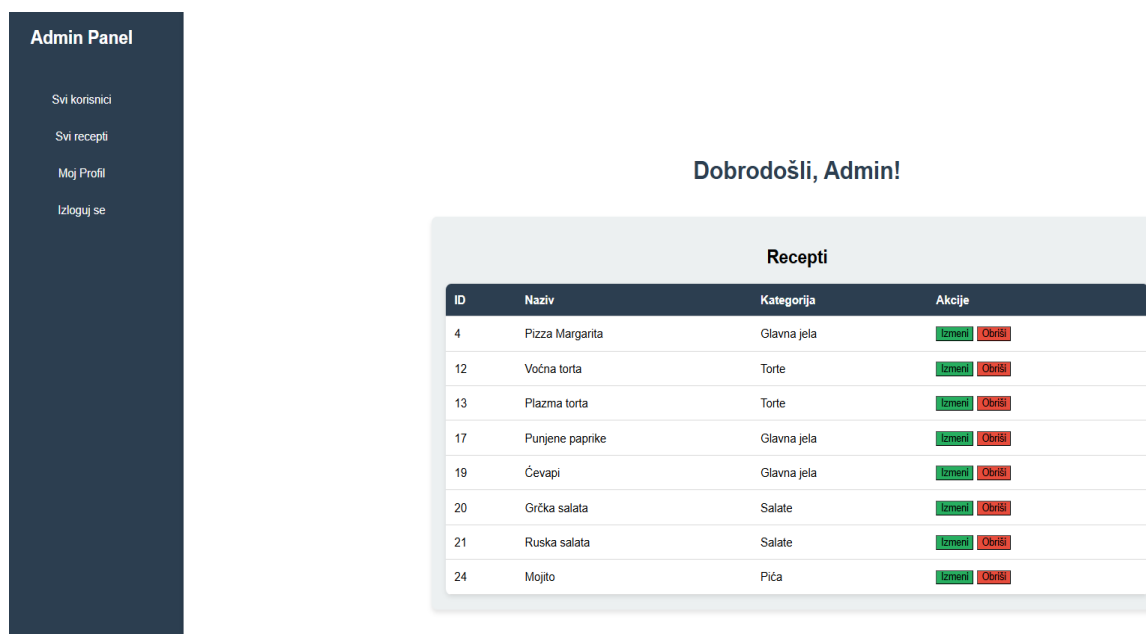 Admin Panel
Svi korisnici
Svi recepti
Moj Profil
Izloguj se
Dobrodošli, Admin!
Recepti
ID Naziv Kategorija Akcije
4 Pizza Margarita Glavna jela Izmeni Obriši
12 Voćna torta Torte Izmeni Obriši
13 Plazma torta Torte Izmeni Obriši
17 Punjene paprike Glavna jela Izmeni Obriši
19 Ćevapi Glavna jela Izmeni Obriši
20 Grčka salata Salate Izmeni Obriši
21 Ruska salata Salate Izmeni Obriši
24 Mojito Pića Izmeni Obriši